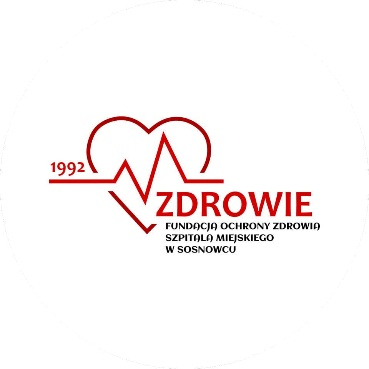 1992
ZDROWIE
FUNDACJA OCHRONY ZDROWIA
SZPITALA MIEJSKIEGO
W SOSNOWCU